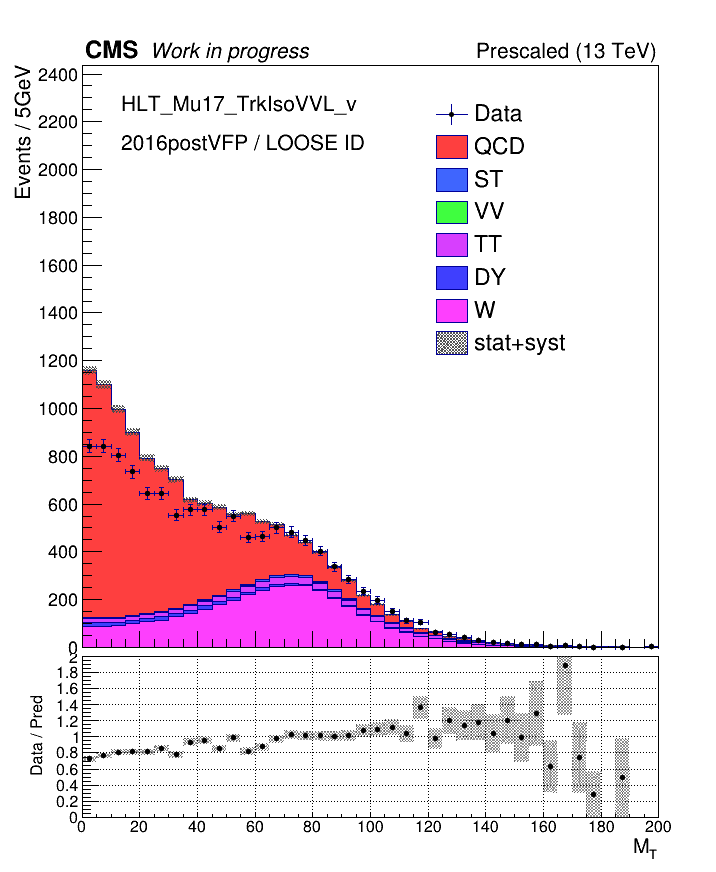 CMS Work in progress Prescaled (13 TeV)
Events / 5GeV
2400
2200
2000
1800
1600
1400
1200
1000
800
600
400
200
0
HLT_Mu17_TrkIsoVVL_v
2016postVFP / LOOSE ID
Data
QCD
ST
VV
TT
DY
W
stat+syst
Data / Pred
2
1.8
1.6
1.4
1.2
1
0.8
0.6
0.4
0.2
0
0 20 40 60 80 100 120 140 160 180 200
M_T